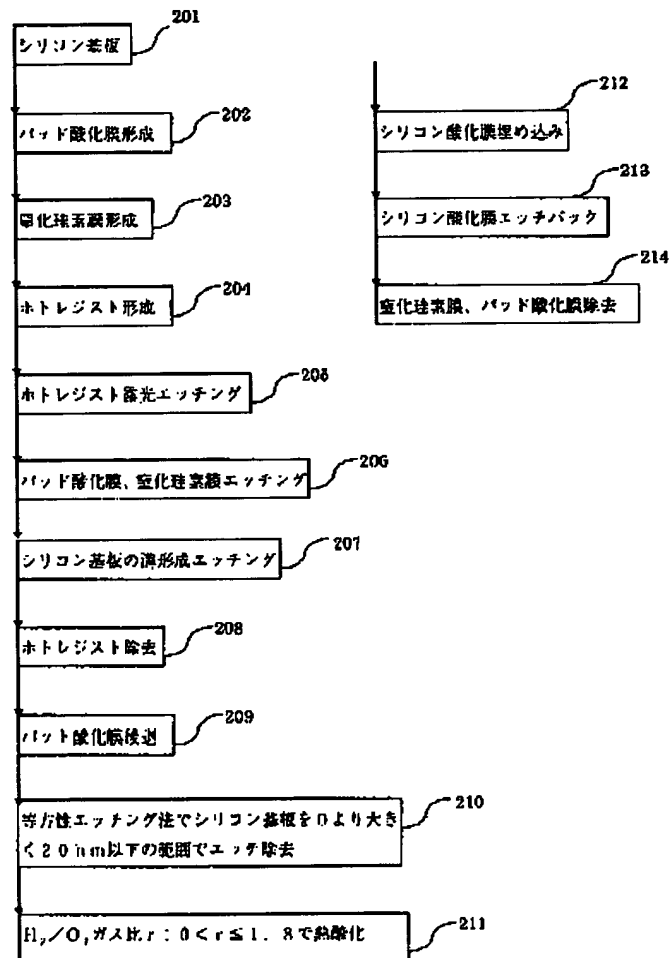 201
シリコン基板
202
パッド酸化膜形成
203
窒化珪素膜形成
204
ホトレジスト形成
205
ホトレジスト露光エッチング
206
パッド酸化膜、窒化珪素膜エッチング
207
シリコン基板の溝形成エッチング
208
ホトレジスト除去
209
パット酸化膜後退
210
等方性エッチング法でシリコン基板を0より大き
く20nm以下の範囲でエッチ除去
211
H₂/O₂ガス比r:0<r≤1.8で熱酸化
212
シリコン酸化膜埋め込み
213
シリコン酸化膜エッチバック
214
窒化珪素膜、パッド酸化膜除去